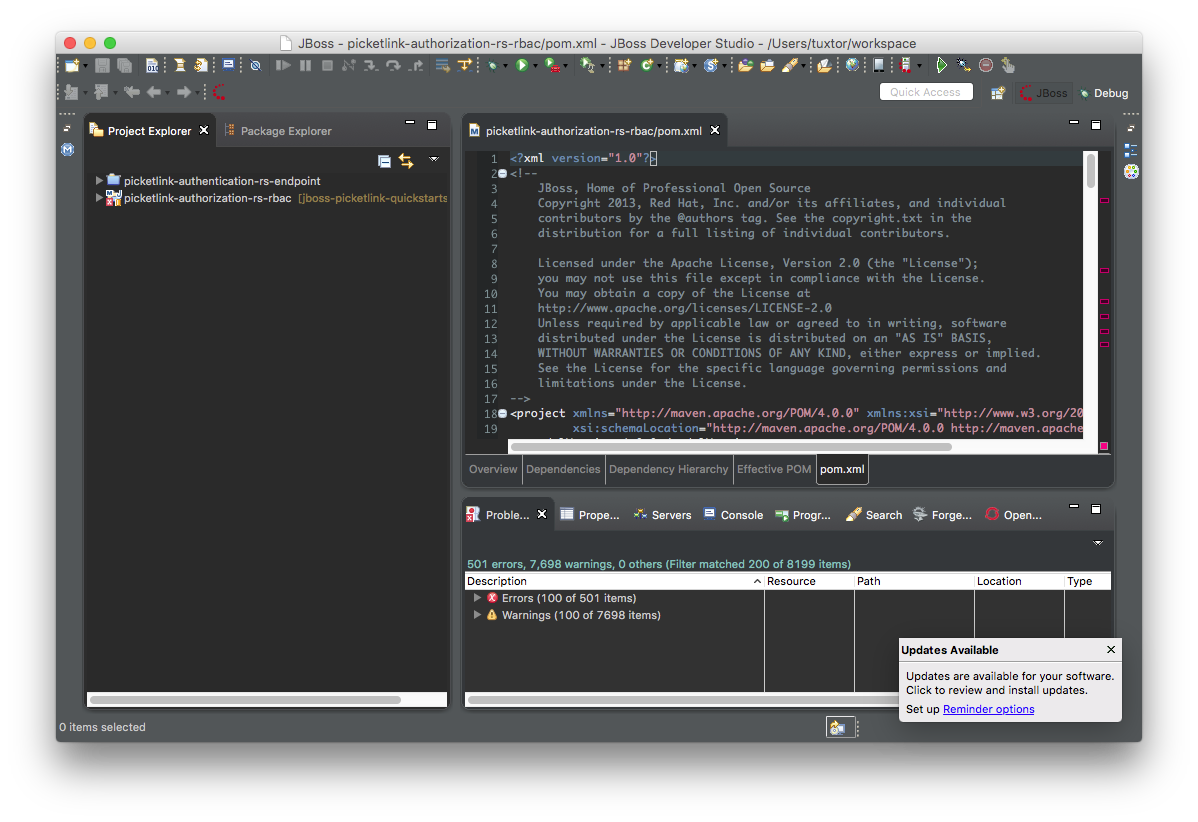 JBoss - picketlink-authorization-rs-rbac/pom.xml - JBoss Developer Studio - /Users/tuxtor/workspace
Quick Access
JBoss
Debug
Project Explorer
Package Explorer
picketlink-authentication-rs-endpoint
picketlink-authorization-rs-rbac [jboss-picketlink-quickstarts
picketlink-authorization-rs-rbac/pom.xml
1 <?xml version="1.0"?>
2 <!--
3 JBoss, Home of Professional Open Source
4 Copyright 2013, Red Hat, Inc. and/or its affiliates, and individual
5 contributors by the @authors tag. See the copyright.txt in the
6 distribution for a full listing of individual contributors.
7
8 Licensed under the Apache License, Version 2.0 (the "License");
9 you may not use this file except in compliance with the License.
10 You may obtain a copy of the License at
11 http://www.apache.org/licenses/LICENSE-2.0
12 Unless required by applicable law or agreed to in writing, software
13 distributed under the License is distributed on an "AS IS" BASIS,
14 WITHOUT WARRANTIES OR CONDITIONS OF ANY KIND, either express or implied.
15 See the License for the specific language governing permissions and
16 limitations under the License.
17 -->
18 <project xmlns="http://maven.apache.org/POM/4.0.0" xmlns:xsi="http://www.w3.org/20
19 xsi:schemaLocation="http://maven.apache.org/POM/4.0.0 http://maven.apache
Overview Dependencies Dependency Hierarchy Effective POM pom.xml
Proble... Prope... Servers Console Progr... Search Forge... Open...
501 errors, 7,698 warnings, 0 others (Filter matched 200 of 8199 items)
Description Resource Path Location Type
Errors (100 of 501 items)
Warnings (100 of 7698 items)
Updates Available
Updates are available for your software.
Click to review and install updates.
Set up Reminder options
0 items selected